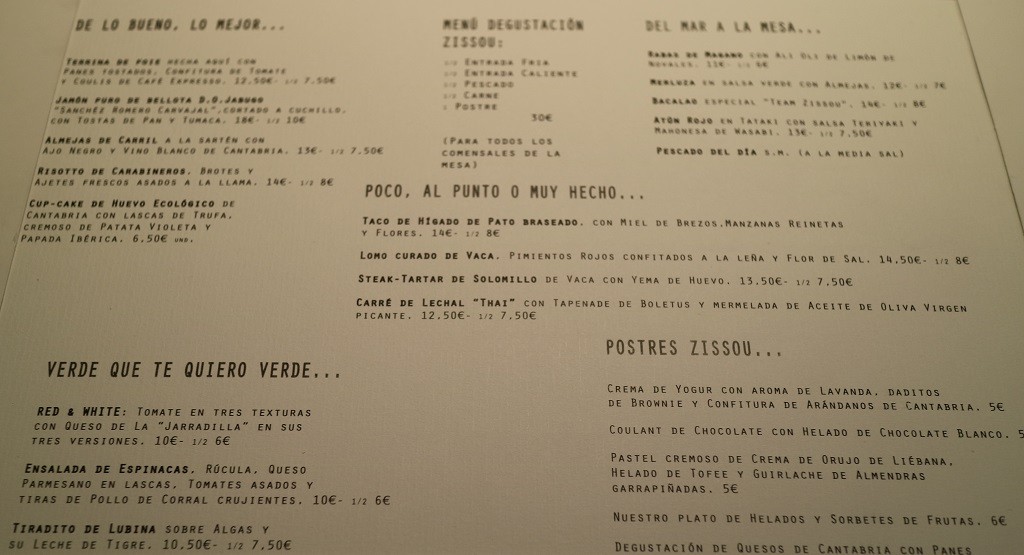 DE LO BUENO, LO MEJOR...
TERRINA DE FOIE HECHA AQUÍ CON
PANES TOSTADOS, CONFITURA DE TOMATE
Y COULIS DE CAFÉ EXPRESSO. 12,50€- 1/2 7,50€
JAMÓN PURO DE BELLOTA D.O.JABUGO
"SANCHÉZ ROMERO CARVAJAL",CORTADO A CUCHILLO,
CON TOSTAS DE PAN Y TUMACA. 18€- 1/2 10€
ALMEJAS DE CARRIL A LA SARTÉN CON
AJO NEGRO Y VINO BLANCO DE CANTABRIA. 13€- 1/2 7,50€
RISOTTO DE CARABINEROS, BROTES Y
AJETES FRESCOS ASADOS A LA LLAMA. 14€- 1/2 8€
CUP-CAKE DE HUEVO ECOLÓGICO DE
CANTABRIA CON LASCAS DE TRUFA,
CREMOSO DE PATATA VIOLETA Y
PAPADA IBÉRICA. 6,50€ UND.
MENÚ DEGUSTACIÓN
ZISSOU:
1/2 ENTRADA FRIA
1/2 ENTRADA CALIENTE
1/2 PESCADO
1/2 CARNE
1 POSTRE
30€
(PARA TODOS LOS
COMENSALES DE LA
MESA)
DEL MAR A LA MESA...
RABAS DE MAGANO CON ALI OLI DE LIMÓN DE
NOVALES. 11€- 1/2 6€
MERLUZA EN SALSA VERDE CON ALMEJAS. 12€- 1/2 7€
BACALAO ESPECIAL "TEAM ZISSOU". 14€- 1/2 8€
ATÚN ROJO EN TATAKI CON SALSA TERIYAKI Y
MAHONESA DE WASABI. 13€- 1/2 7,50€
PESCADO DEL DÍA S.M. (A LA MEDIA SAL)
POCO, AL PUNTO O MUY HECHO...
TACO DE HÍGADO DE PATO BRASEADO, CON MIEL DE BREZOS,MANZANAS REINETAS
Y FLORES. 14€- 1/2 8€
LOMO CURADO DE VACA, PIMIENTOS ROJOS CONFITADOS A LA LEÑA Y FLOR DE SAL. 14,50€- 1/2 8€
STEAK-TARTAR DE SOLOMILLO DE VACA CON YEMA DE HUEVO. 13,50€- 1/2 7,50€
CARRÉ DE LECHAL "THAI" CON TAPENADE DE BOLETUS Y MERMELADA DE ACEITE DE OLIVA VIRGEN
PICANTE. 12,50€- 1/2 7,50€
VERDE QUE TE QUIERO VERDE...
RED & WHITE: TOMATE EN TRES TEXTURAS
CON QUESO DE LA "JARRADILLA" EN SUS
TRES VERSIONES. 10€- 1/2 6€
ENSALADA DE ESPINACAS, RÚCULA, QUESO
PARMESANO EN LASCAS, TOMATES ASADOS Y
TIRAS DE POLLO DE CORRAL CRUJIENTES. 10€- 1/2 6€
TIRADITO DE LUBINA SOBRE ALGAS Y
SU LECHE DE TIGRE. 10,50€- 1/2 7,50€
POSTRES ZISSOU...
CREMA DE YOGUR CON AROMA DE LAVANDA, DADITOS
DE BROWNIE Y CONFITURA DE ARÁNDANOS DE CANTABRIA. 5€
COULANT DE CHOCOLATE CON HELADO DE CHOCOLATE BLANCO. 5
PASTEL CREMOSO DE CREMA DE ORUJO DE LIÉBANA,
HELADO DE TOFEE Y GUIRLACHE DE ALMENDRAS
GARRAPIÑADAS. 5€
NUESTRO PLATO DE HELADOS Y SORBETES DE FRUTAS. 6€
DEGUSTACIÓN DE QUESOS DE CANTABRIA CON PANES